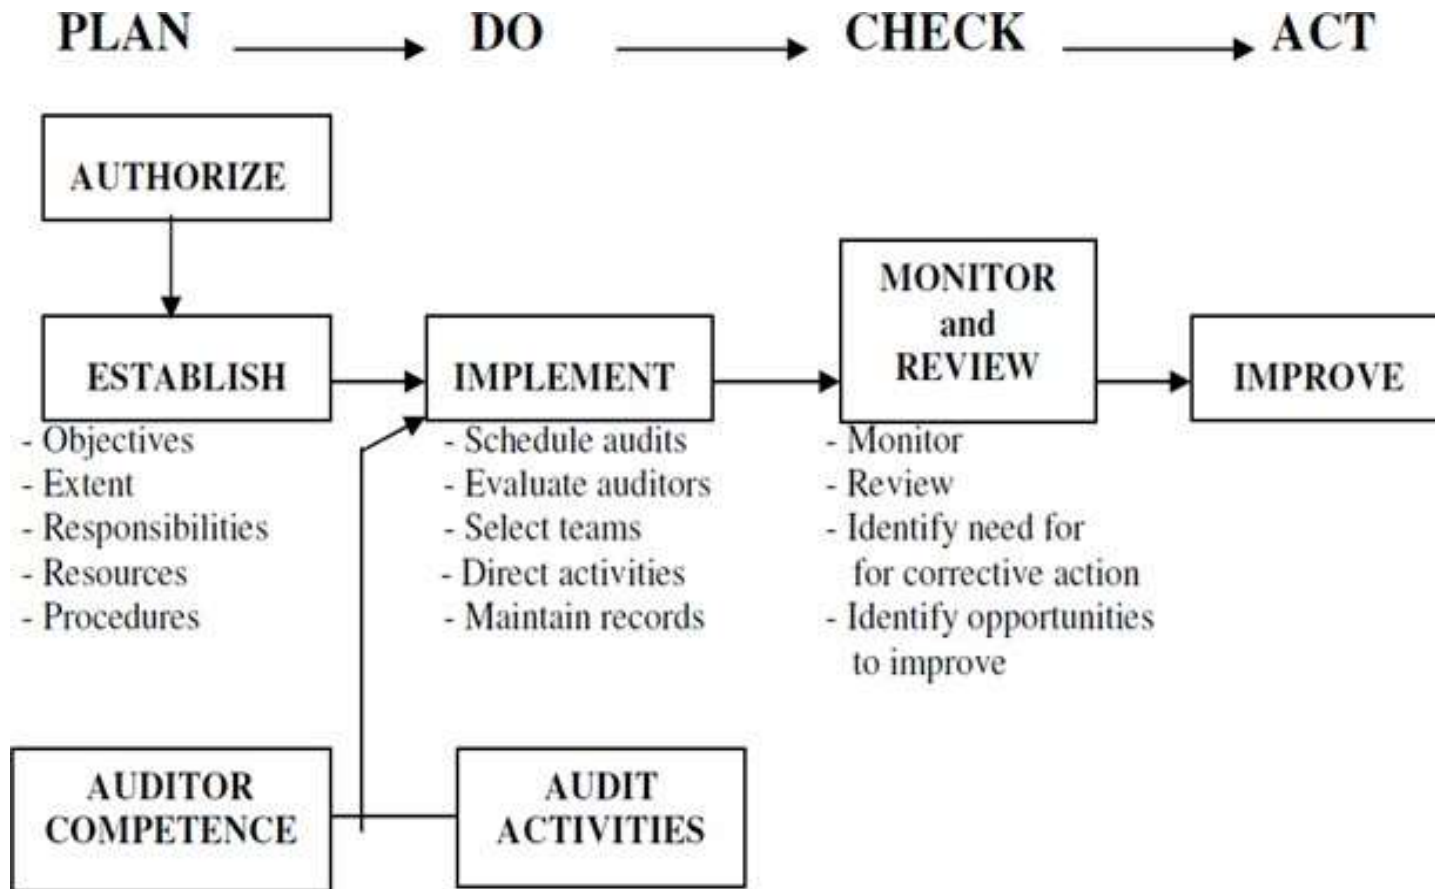 PLAN DO CHECK ACT
AUTHORIZE
ESTABLISH
- Objectives
- Extent
- Responsibilities
- Resources
- Procedures
IMPLEMENT
- Schedule audits
- Evaluate auditors
- Select teams
- Direct activities
- Maintain records
MONITOR
and
REVIEW
- Monitor
- Review
- Identify need for
for corrective action
- Identify opportunities
to improve
IMPROVE
AUDITOR
COMPETENCE
AUDIT
ACTIVITIES